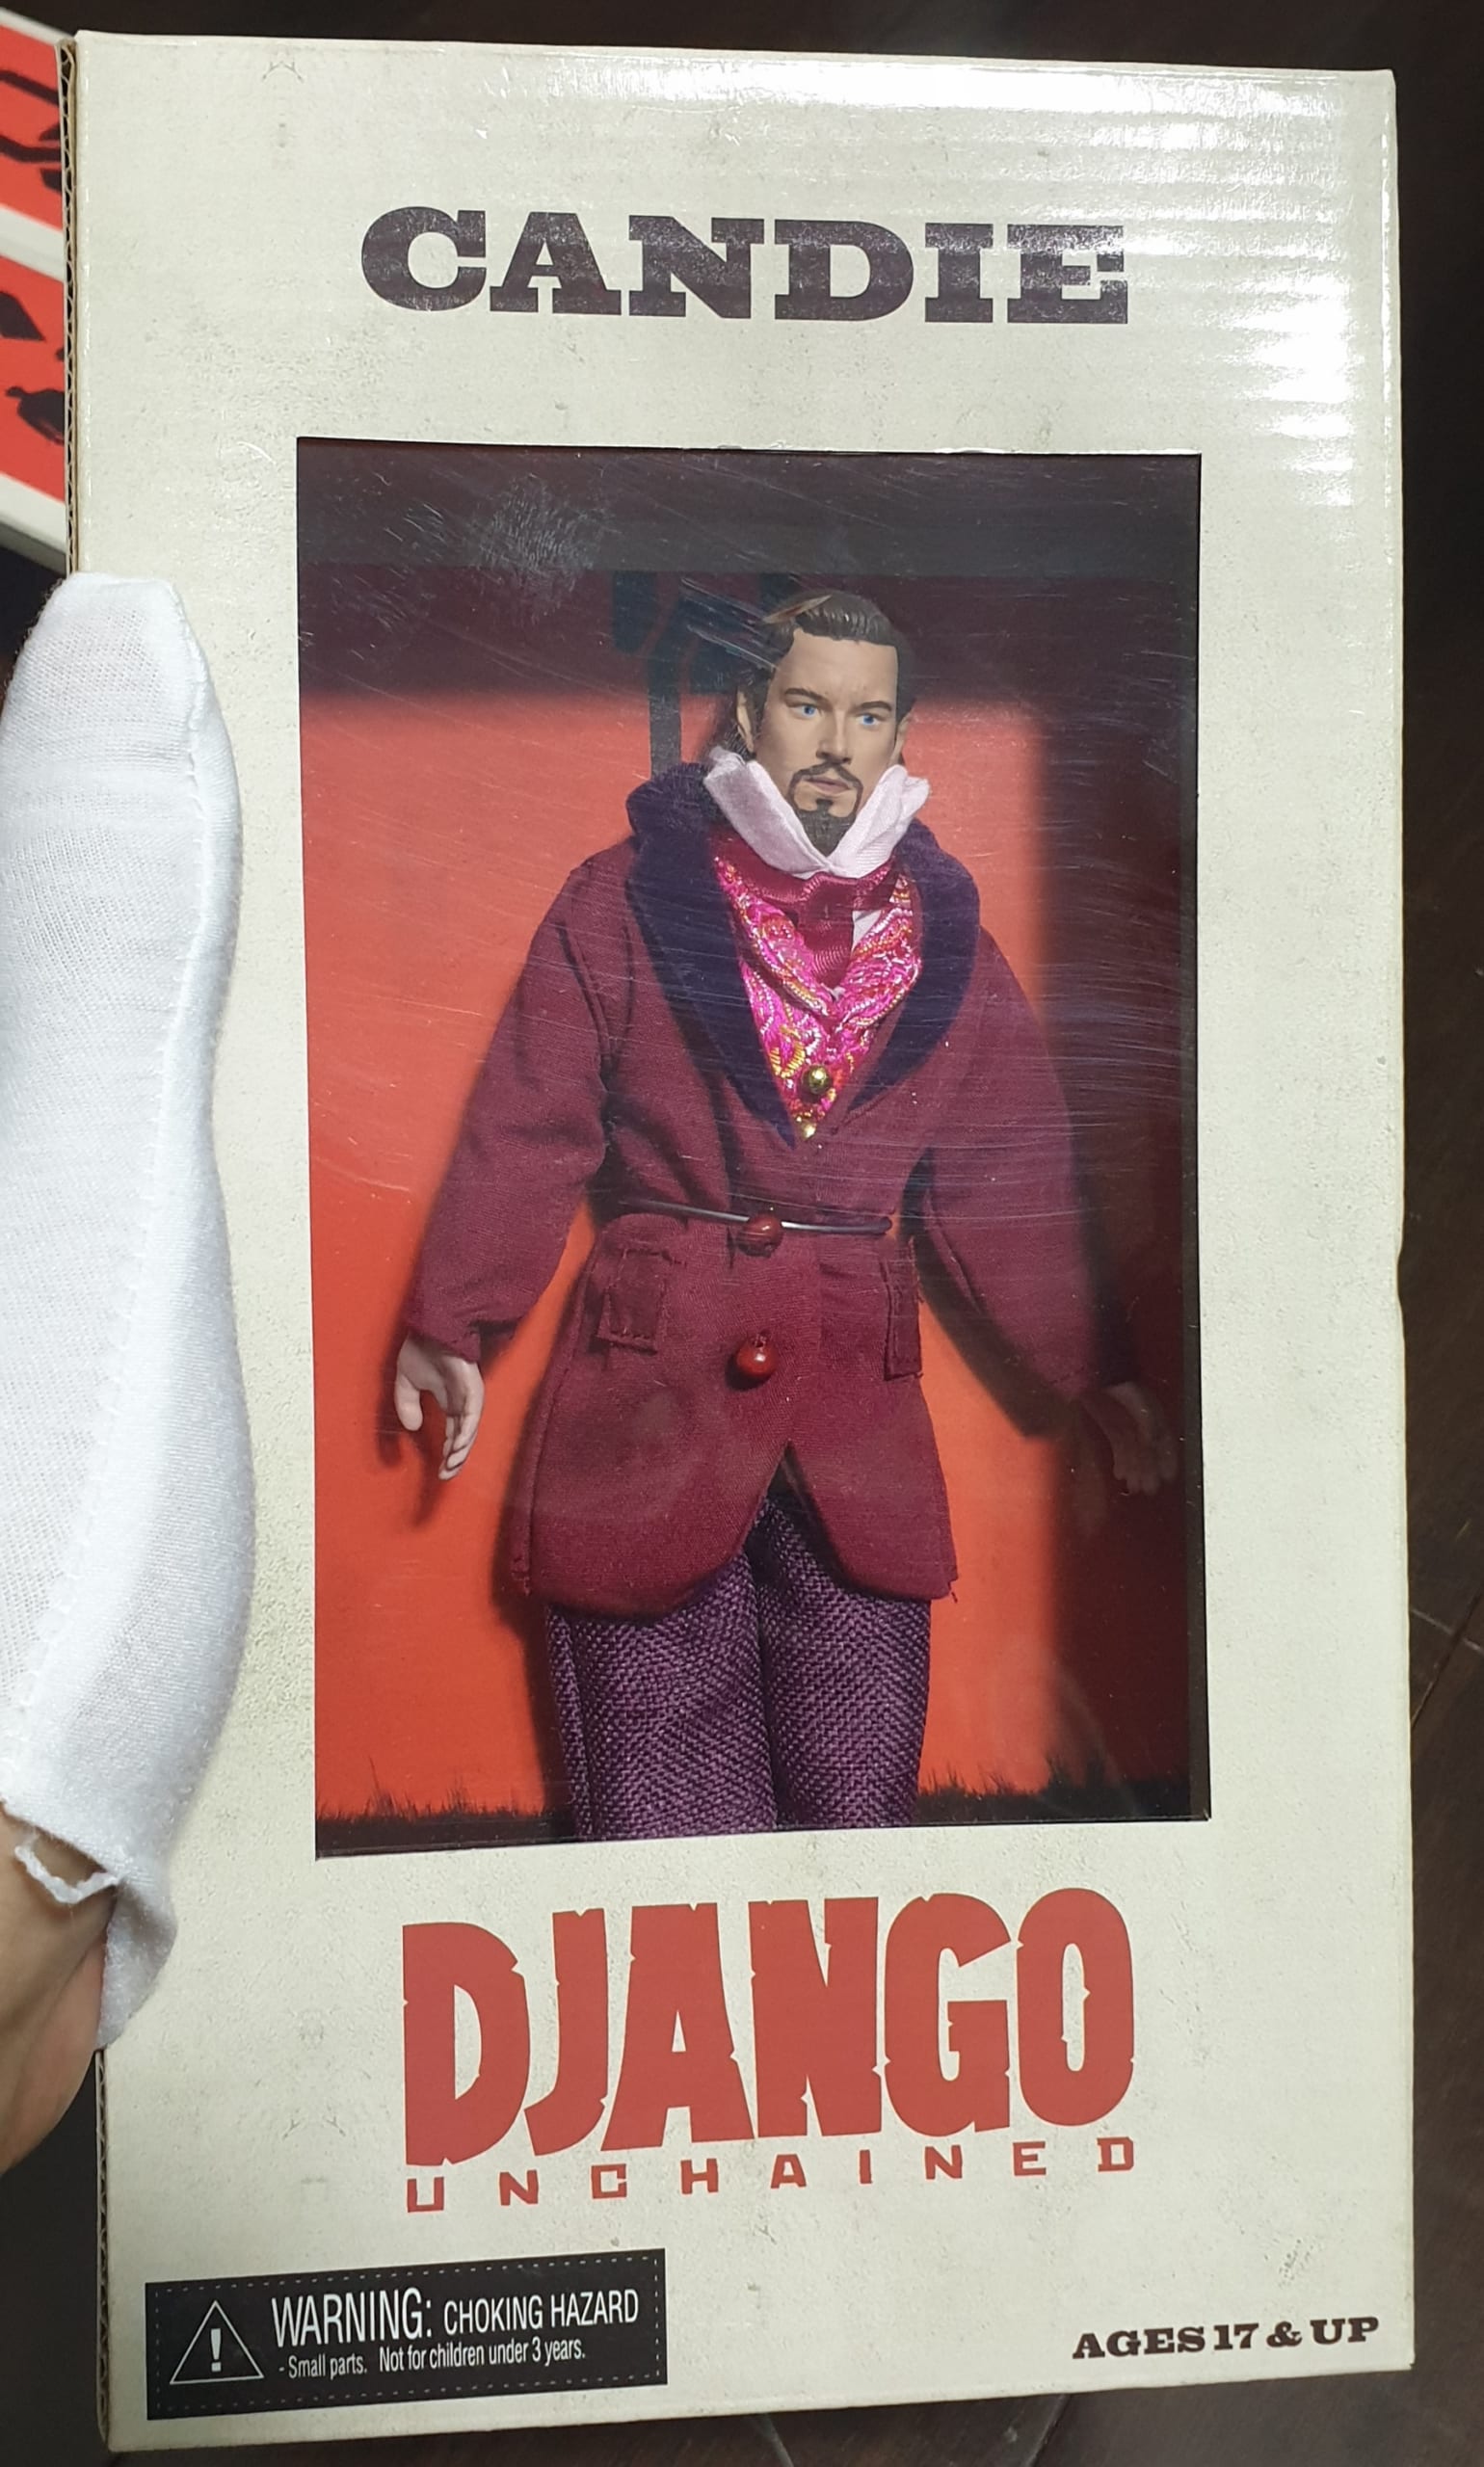 CANDIE
DJANGO
UNCHAINED
WARNING: CHOKING HAZARD
- Small parts. Not for children under 3 years.
AGES 17 & UP